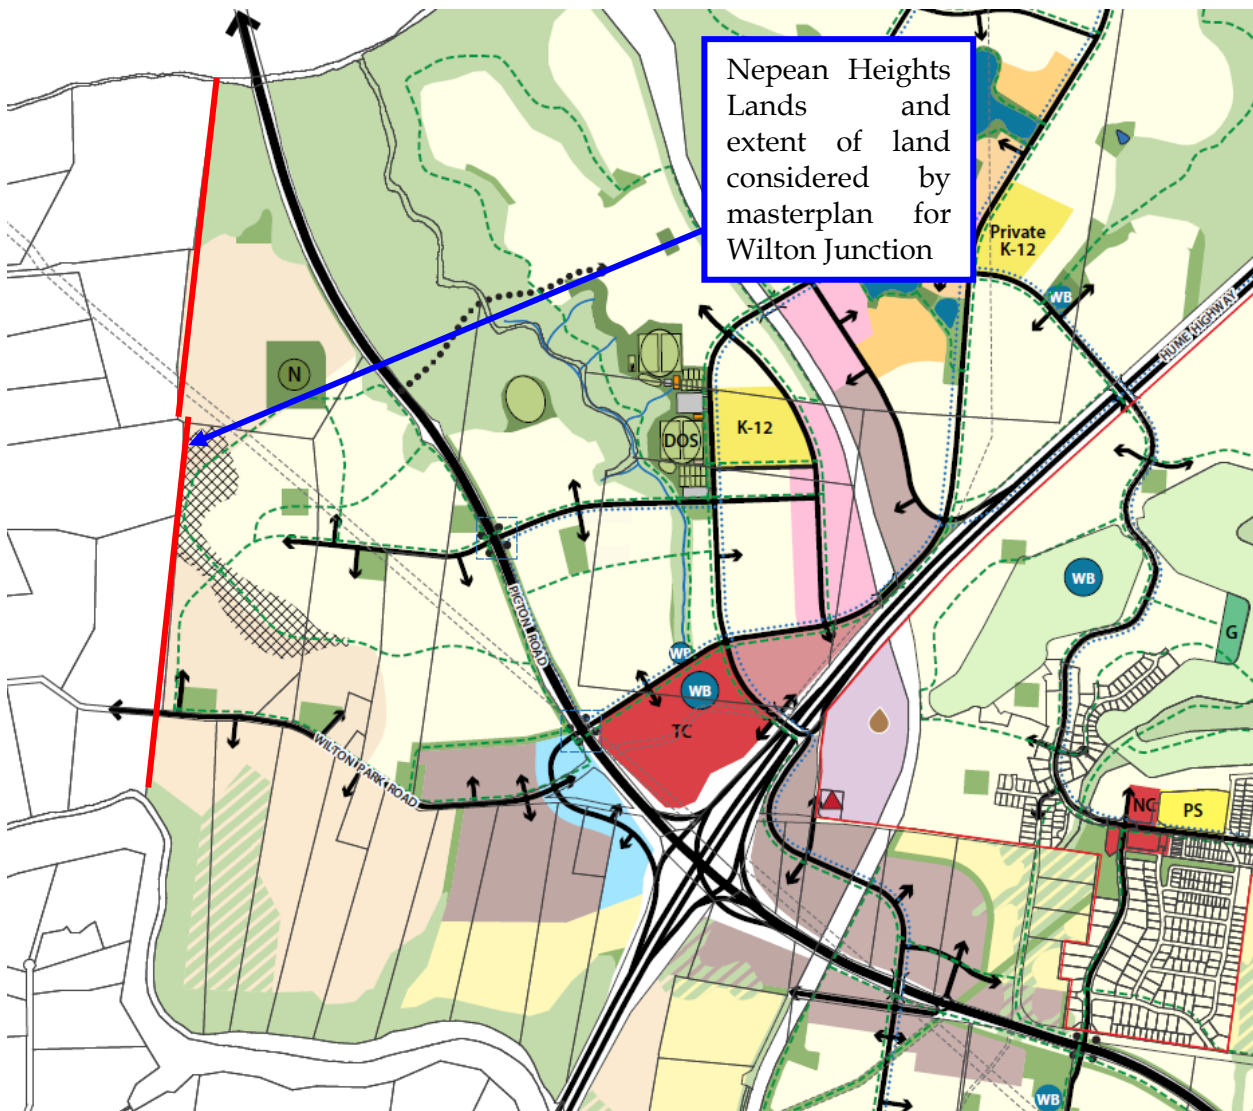 Nepean Heights
Lands and
extent of land
considered by
masterplan for
Wilton Junction
Private
K-12
WB
HUME HIGHWAY
N
K-12
DOS
WB
PICTON ROAD
G
WB
WB
TC
WILTON PARK ROAD
NC
PS
WB